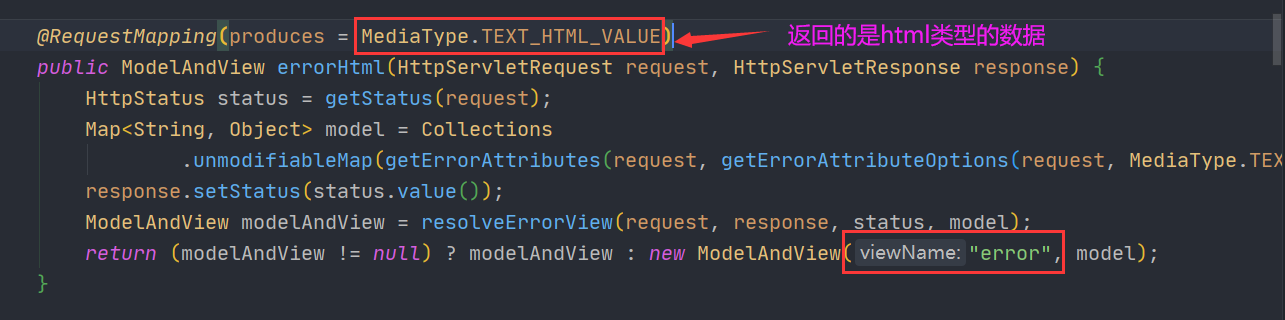 @RequestMapping(produces = MediaType.TEXT_HTML_VALUE) 返回的是html类型的数据
public ModelAndView errorHtml(HttpServletRequest request, HttpServletResponse response) {
HttpStatus status = getStatus(request);
Map<String, Object> model = Collections
.unmodifiableMap(getErrorAttributes(request, getErrorAttributeOptions(request, MediaType.TEX
response.setStatus(status.value());
ModelAndView modelAndView = resolveErrorView(request, response, status, model);
return (modelAndView != null) ? modelAndView : new ModelAndView( viewName: "error", model);
}